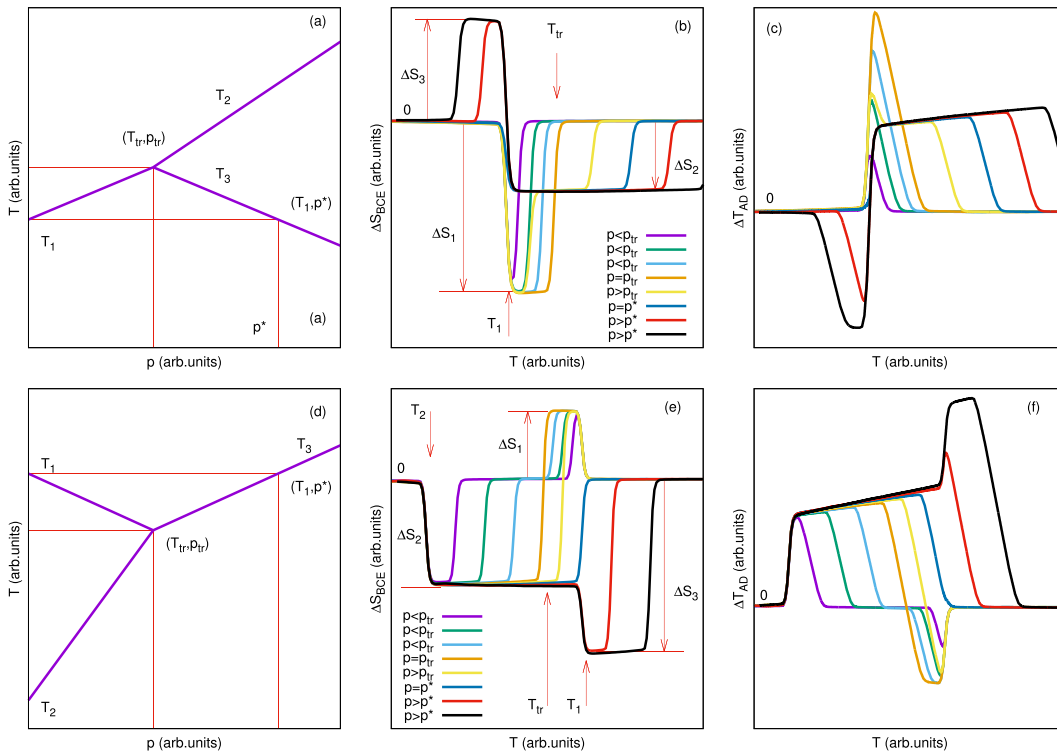 (a)
T2
(Ttr,ptr)
T3
(T1,p*)
T1
p*
(a)
T (arb.units)
p (arb.units)
(b)
Ttr
ΔS3
0
ΔS2
ΔS1
T1
p<ptr
p<ptr
p<ptr
p=ptr
p>ptr
p=p*
p>p*
p>p*
ΔSBCE (arb.units)
T (arb.units)
(c)
0
ΔTAD (arb.units)
T (arb.units)
(d)
T3
T1
(T1,p*)
(Ttr,ptr)
T2
T (arb.units)
p (arb.units)
(e)
T2
ΔS1
0
ΔS2
ΔS3
p<ptr
p<ptr
p<ptr
p=ptr
p>ptr
p=p*
p>p*
p>p*
Ttr
T1
ΔSBCE (arb.units)
T (arb.units)
(f)
0
ΔTAD (arb.units)
T (arb.units)